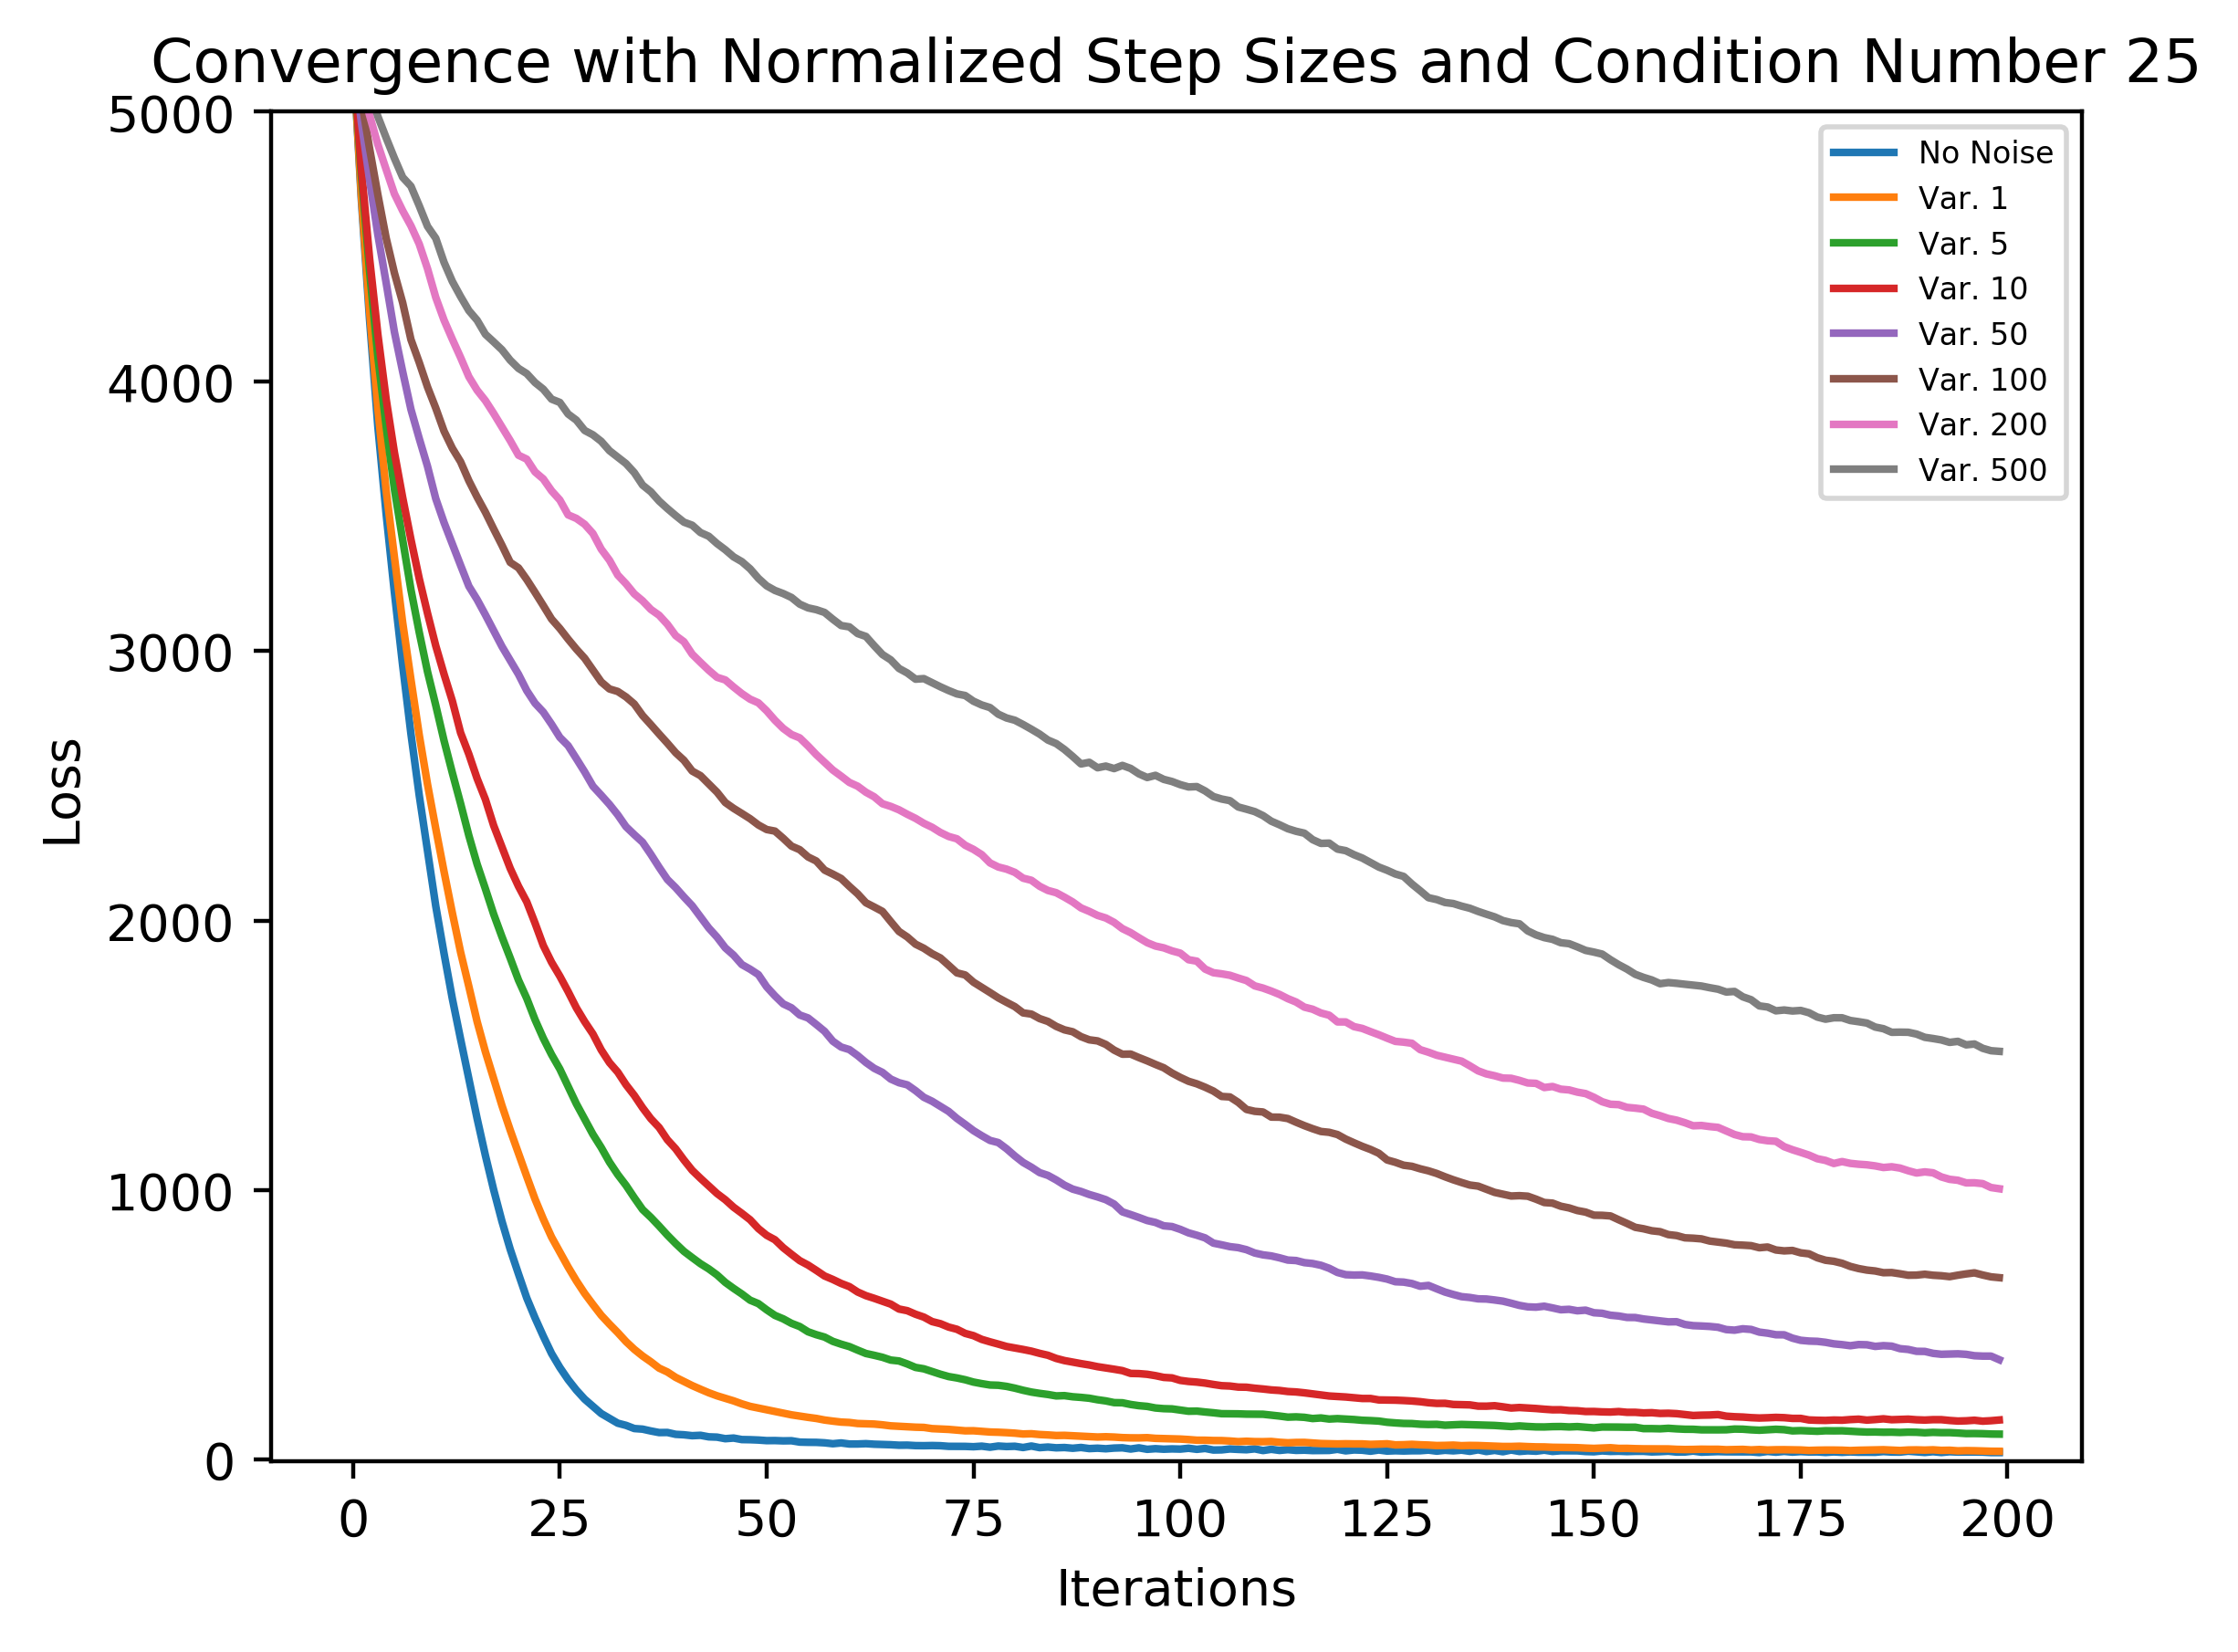 Convergence with Normalized Step Sizes and Condition Number 25
5000
4000
3000
2000
1000
0
Loss
No Noise
Var. 1
Var. 5
Var. 10
Var. 50
Var. 100
Var. 200
Var. 500
0 25 50 75 100 125 150 175 200
Iterations